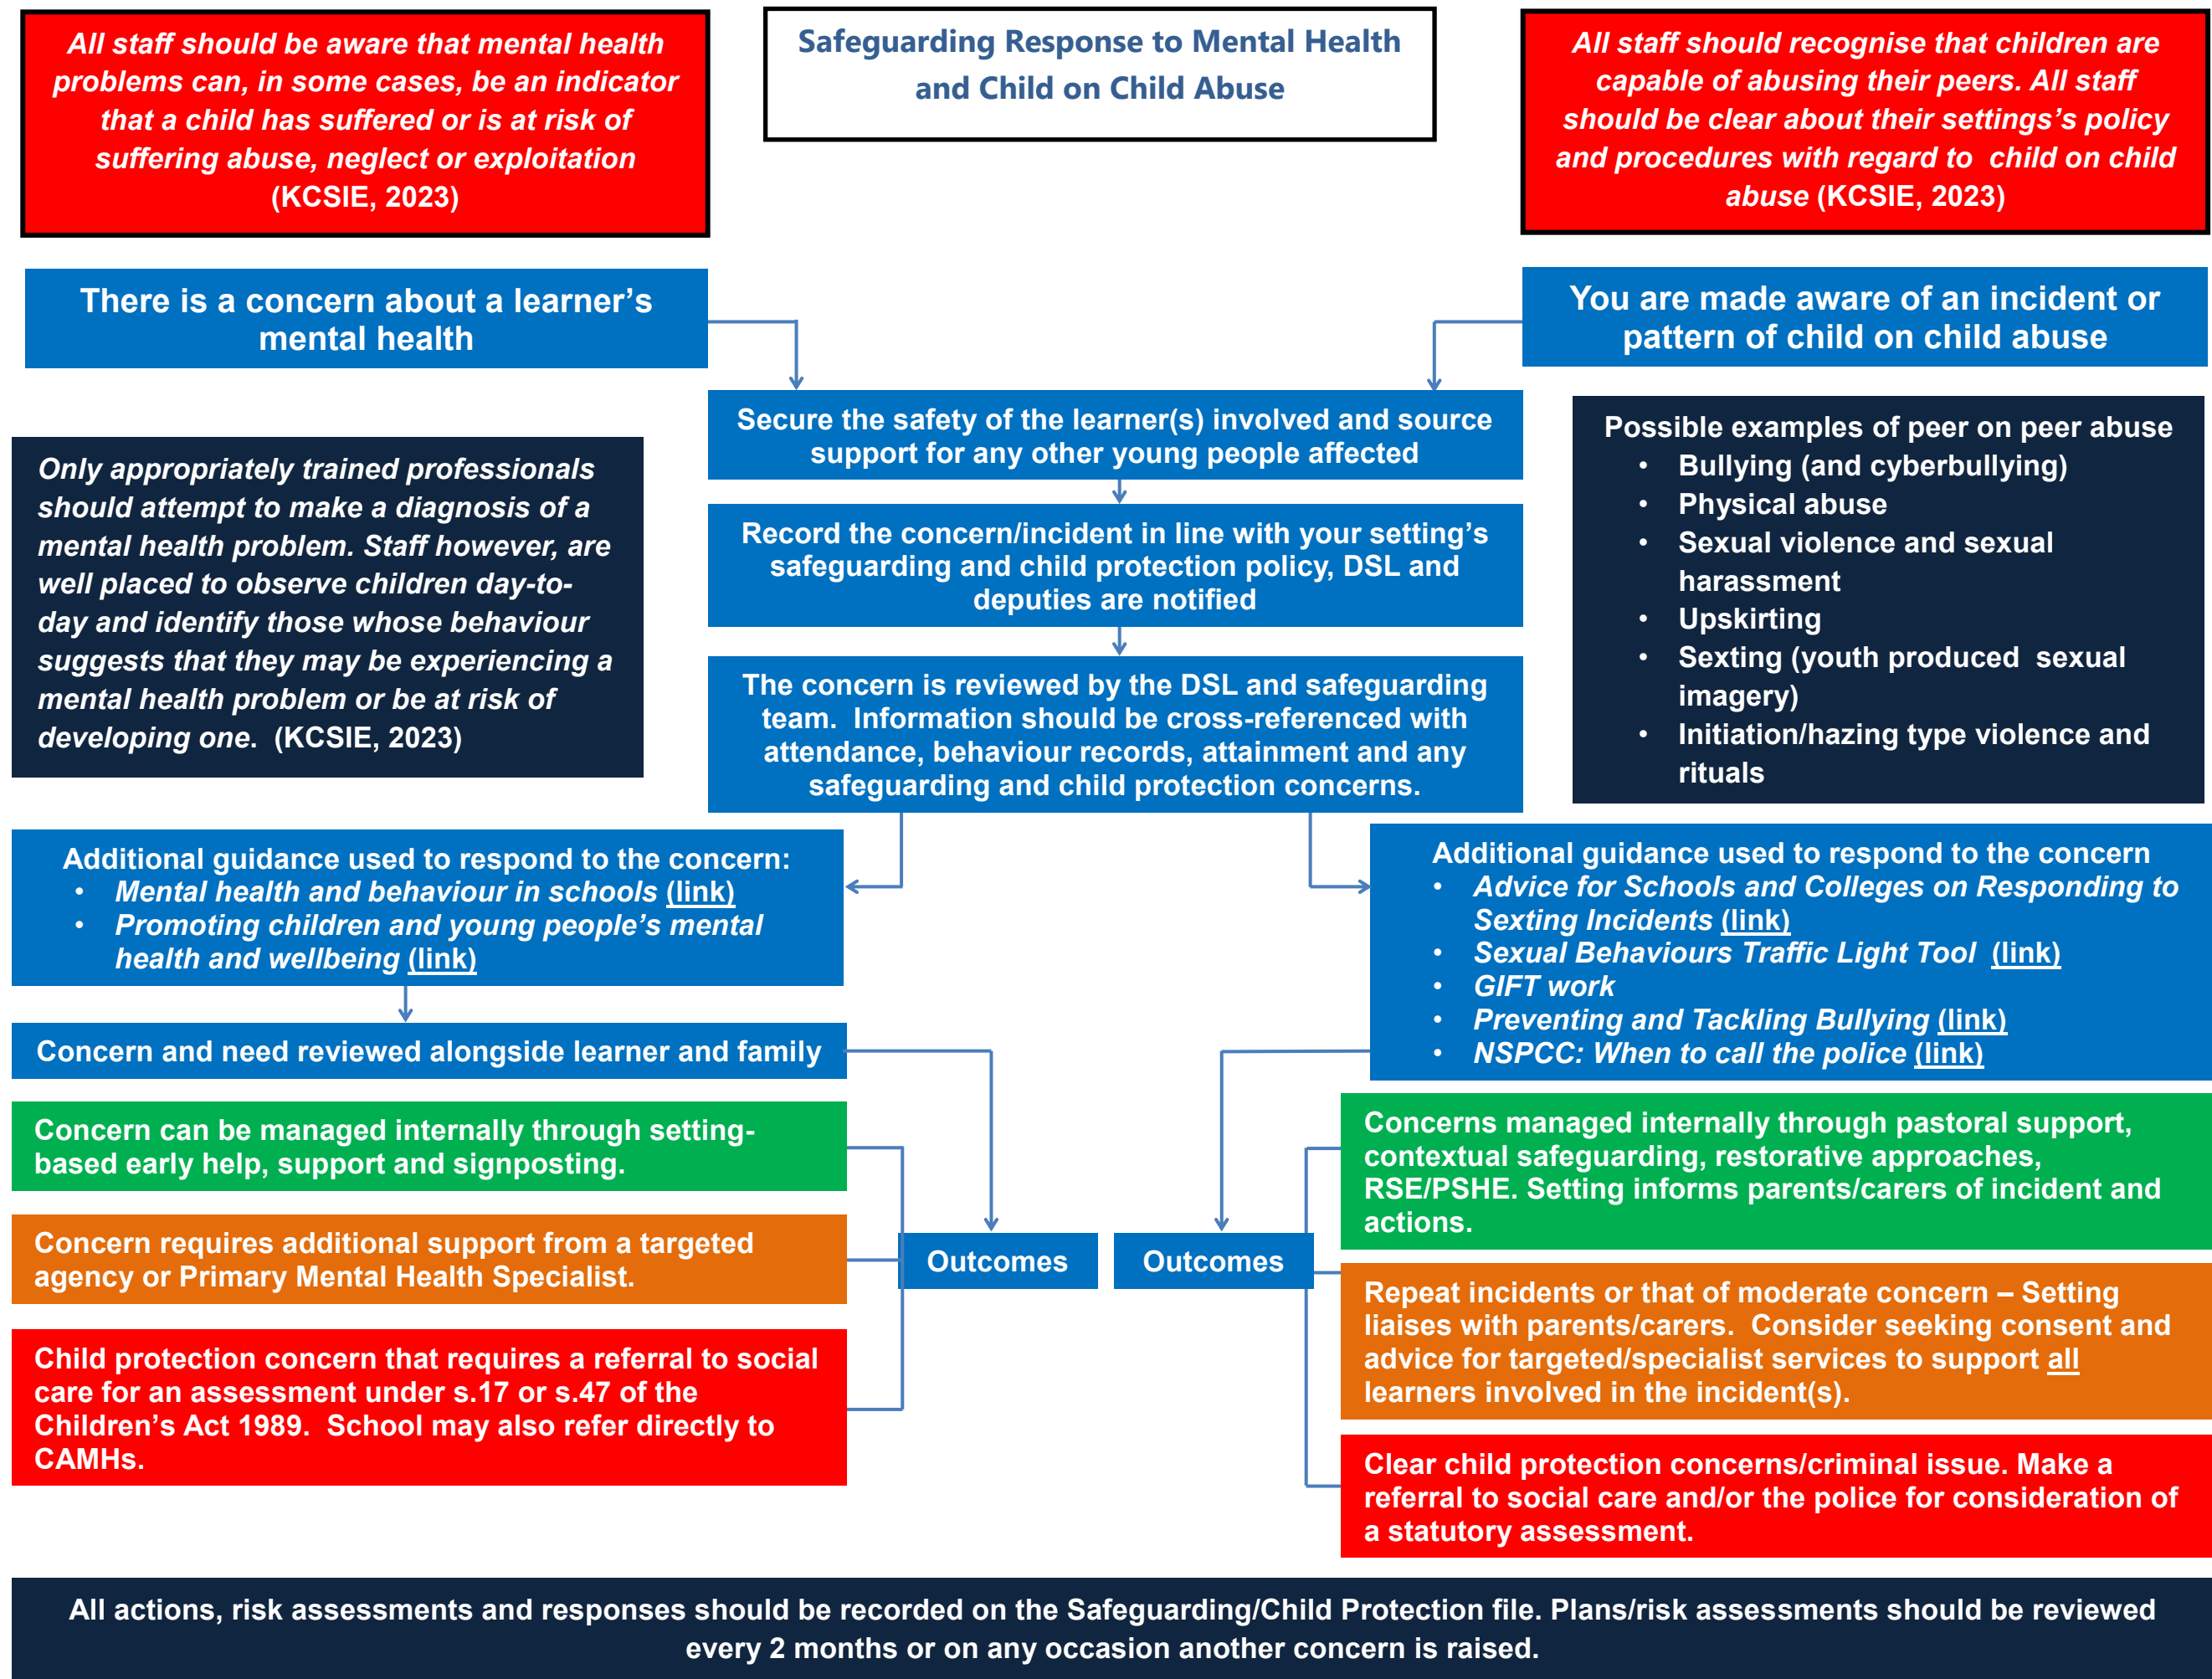 All staff should be aware that mental health
problems can, in some cases, be an indicator
that a child has suffered or is at risk of
suffering abuse, neglect or exploitation
(KCSIE, 2023)
Safeguarding Response to Mental Health
and Child on Child Abuse
All staff should recognise that children are
capable of abusing their peers. All staff
should be clear about their settings's policy
and procedures with regard to child on child
abuse (KCSIE, 2023)
There is a concern about a learner's
mental health
You are made aware of an incident or
pattern of child on child abuse
Secure the safety of the learner(s) involved and source
support for any other young people affected
Only appropriately trained professionals
should attempt to make a diagnosis of a
mental health problem. Staff however, are
well placed to observe children day-to-
day and identify those whose behaviour
suggests that they may be experiencing a
mental health problem or be at risk of
developing one. (KCSIE, 2023)
Record the concern/incident in line with your setting's
safeguarding and child protection policy, DSL and
deputies are notified
Possible examples of peer on peer abuse
• Bullying (and cyberbullying)
• Physical abuse
• Sexual violence and sexual
harassment
• Upskirting
• Sexting (youth produced sexual
imagery)
• Initiation/hazing type violence and
rituals
The concern is reviewed by the DSL and safeguarding
team. Information should be cross-referenced with
attendance, behaviour records, attainment and any
safeguarding and child protection concerns.
Additional guidance used to respond to the concern:
• Mental health and behaviour in schools (link)
• Promoting children and young people's mental
health and wellbeing (link)
Additional guidance used to respond to the concern
• Advice for Schools and Colleges on Responding to
Sexting Incidents (link)
• Sexual Behaviours Traffic Light Tool (link)
• GIFT work
• Preventing and Tackling Bullying (link)
• NSPCC: When to call the police (link)
Concern and need reviewed alongside learner and family
Concern can be managed internally through setting-
based early help, support and signposting.
Concern requires additional support from a targeted
agency or Primary Mental Health Specialist.
Child protection concern that requires a referral to social
care for an assessment under s.17 or s.47 of the
Children's Act 1989. School may also refer directly to
CAMHs.
Outcomes
Outcomes
Concerns managed internally through pastoral support,
contextual safeguarding, restorative approaches,
RSE/PSHE. Setting informs parents/carers of incident and
actions.
Repeat incidents or that of moderate concern – Setting
liaises with parents/carers. Consider seeking consent and
advice for targeted/specialist services to support all
learners involved in the incident(s).
Clear child protection concerns/criminal issue. Make a
referral to social care and/or the police for consideration of
a statutory assessment.
All actions, risk assessments and responses should be recorded on the Safeguarding/Child Protection file. Plans/risk assessments should be reviewed
every 2 months or on any occasion another concern is raised.